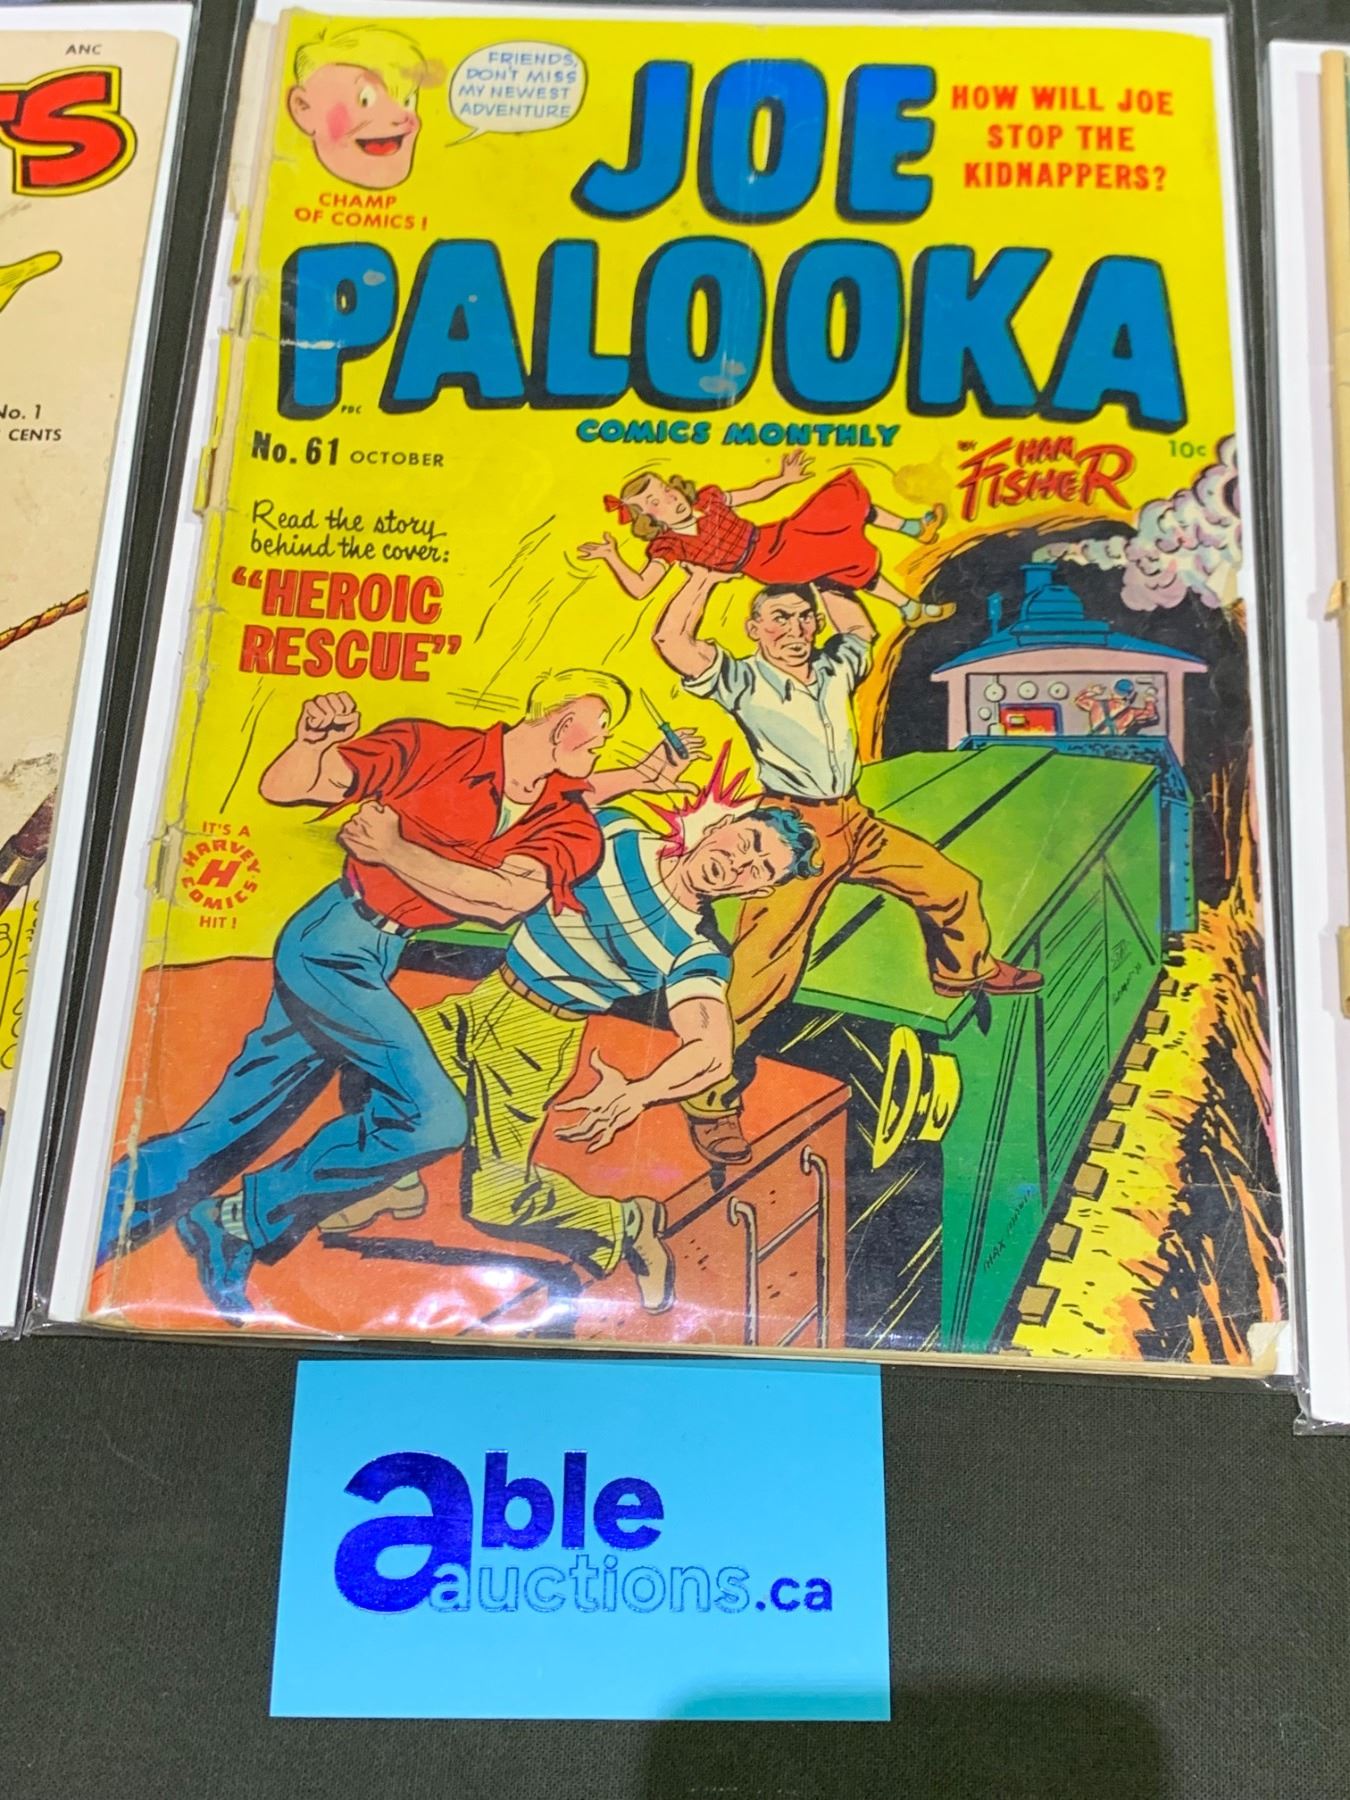 ANC
TS
No. 1
CENTS
FRIENDS,
DON'T MISS
MY NEWEST
ADVENTURE
CHAMP
OF COMICS!
JOE
PALOOKA
HOW WILL JOE
STOP THE
KIDNAPPERS?
PDC
COMICS MONTHLY
No. 61 OCTOBER
BY HAM
FISHER
10c
Read the story
behind the cover:
"HEROIC
RESCUE"
IT'S A
HARVEY
H
COMICS
HIT!
able
auctions.ca